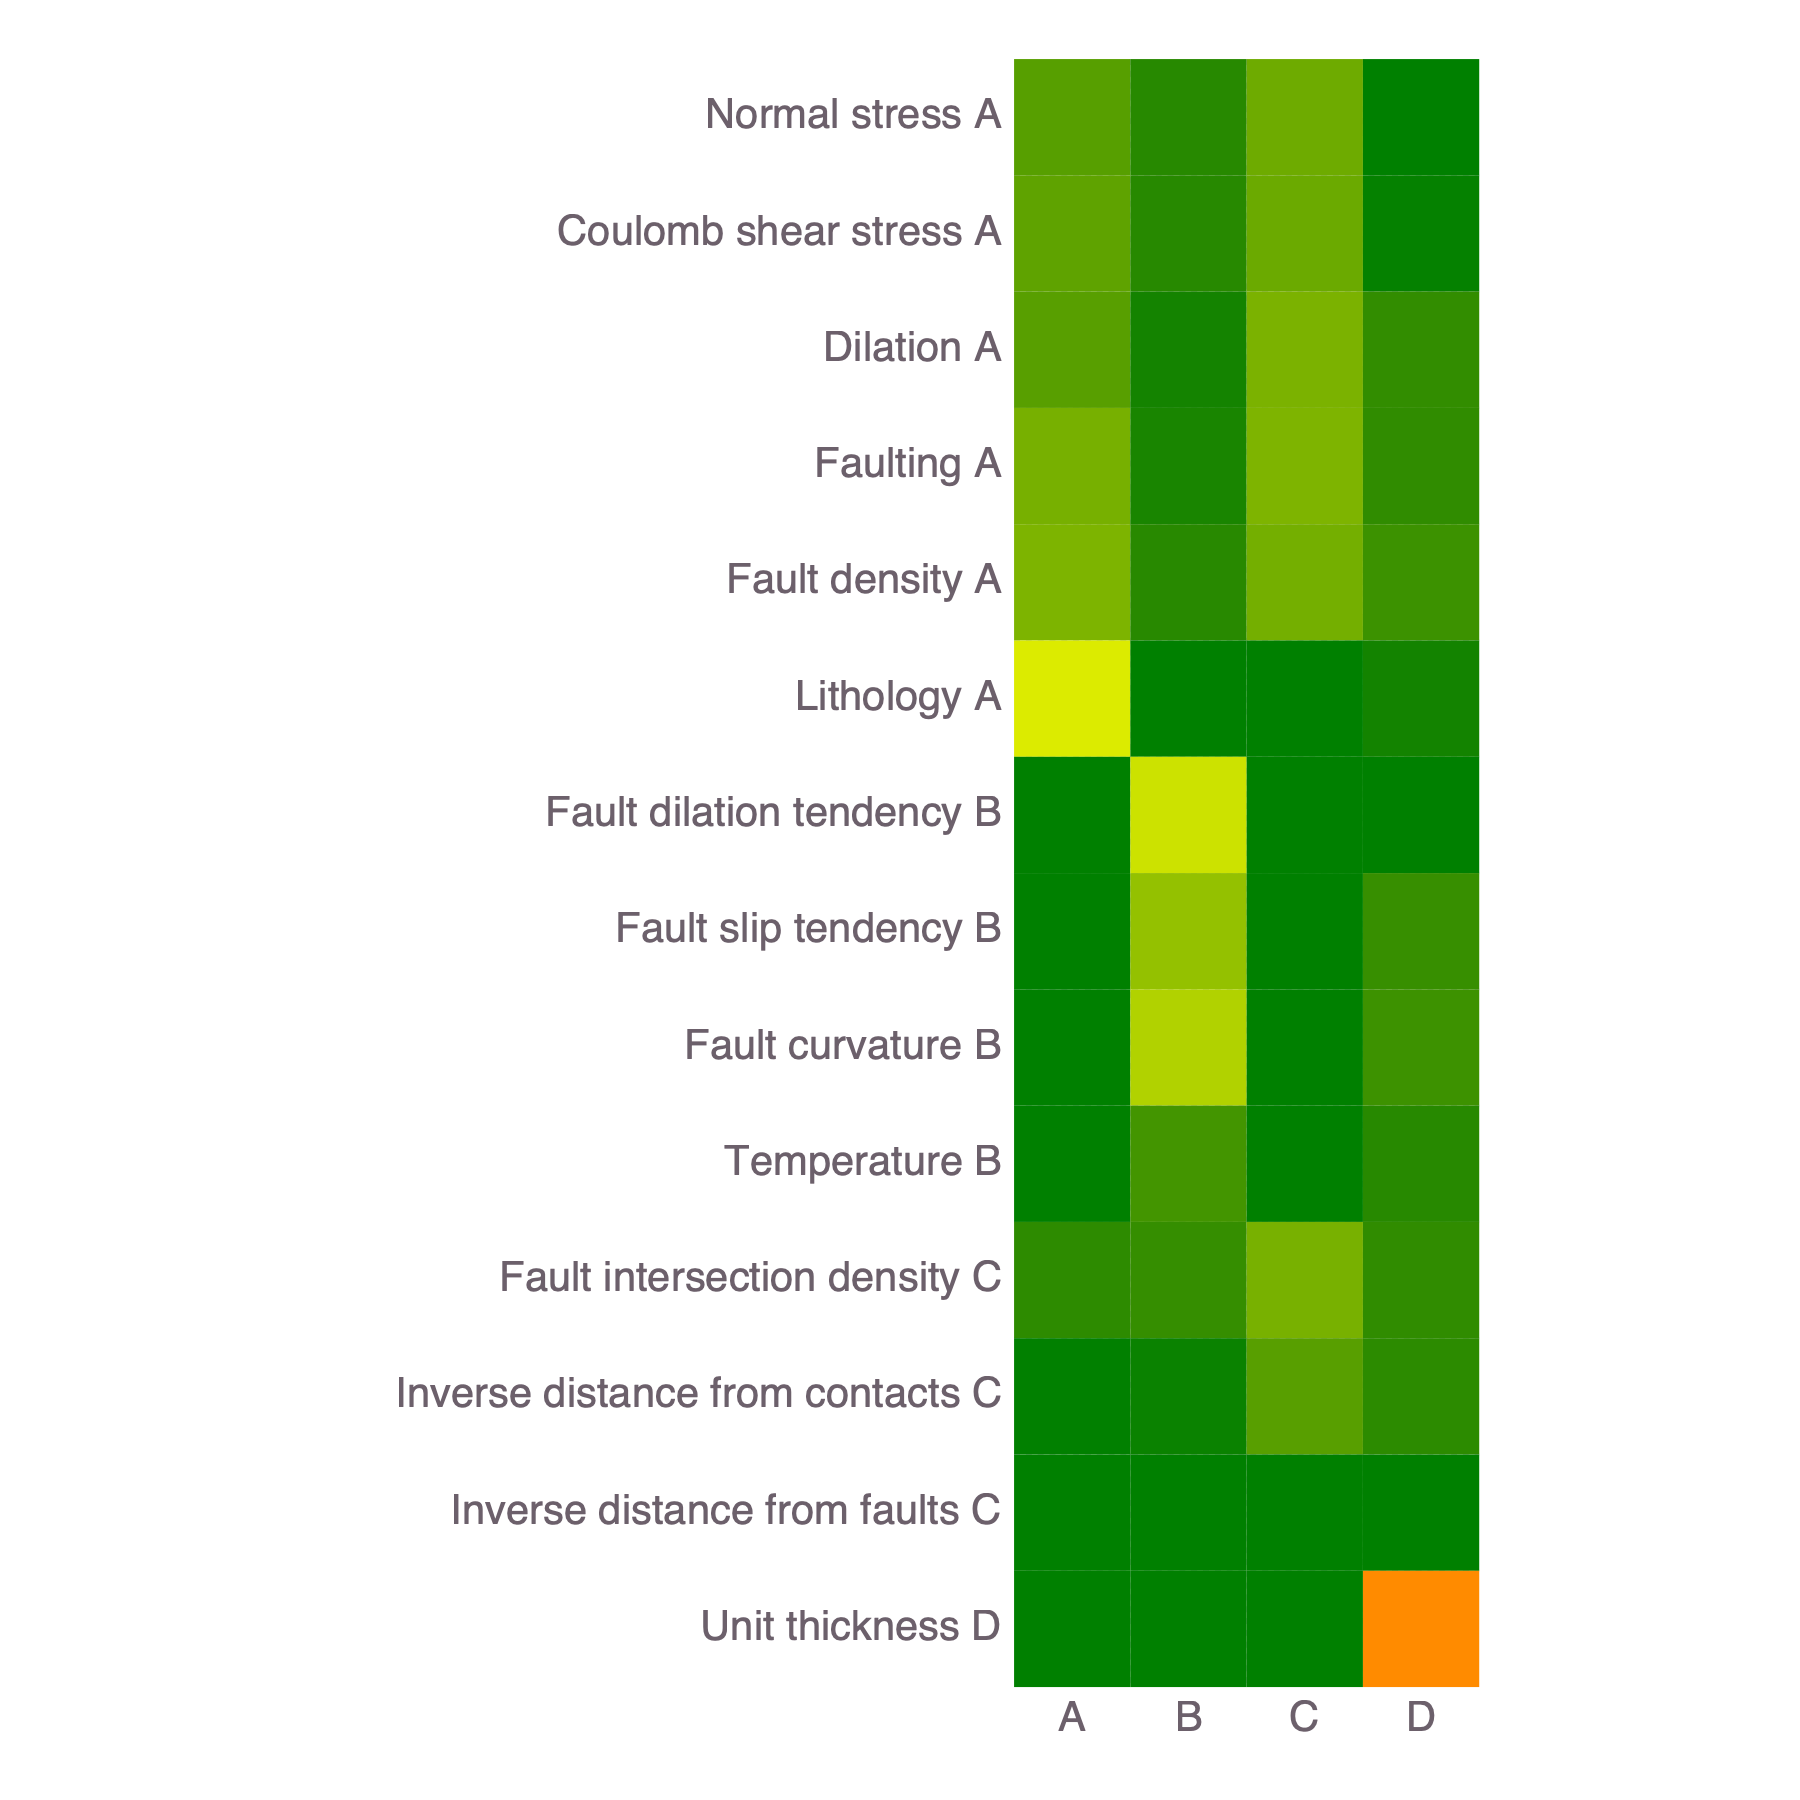 Normal stress A
Coulomb shear stress A
Dilation A
Faulting A
Fault density A
Lithology A
Fault dilation tendency B
Fault slip tendency B
Fault curvature B
Temperature B
Fault intersection density C
Inverse distance from contacts C
Inverse distance from faults C
Unit thickness D
A B C D